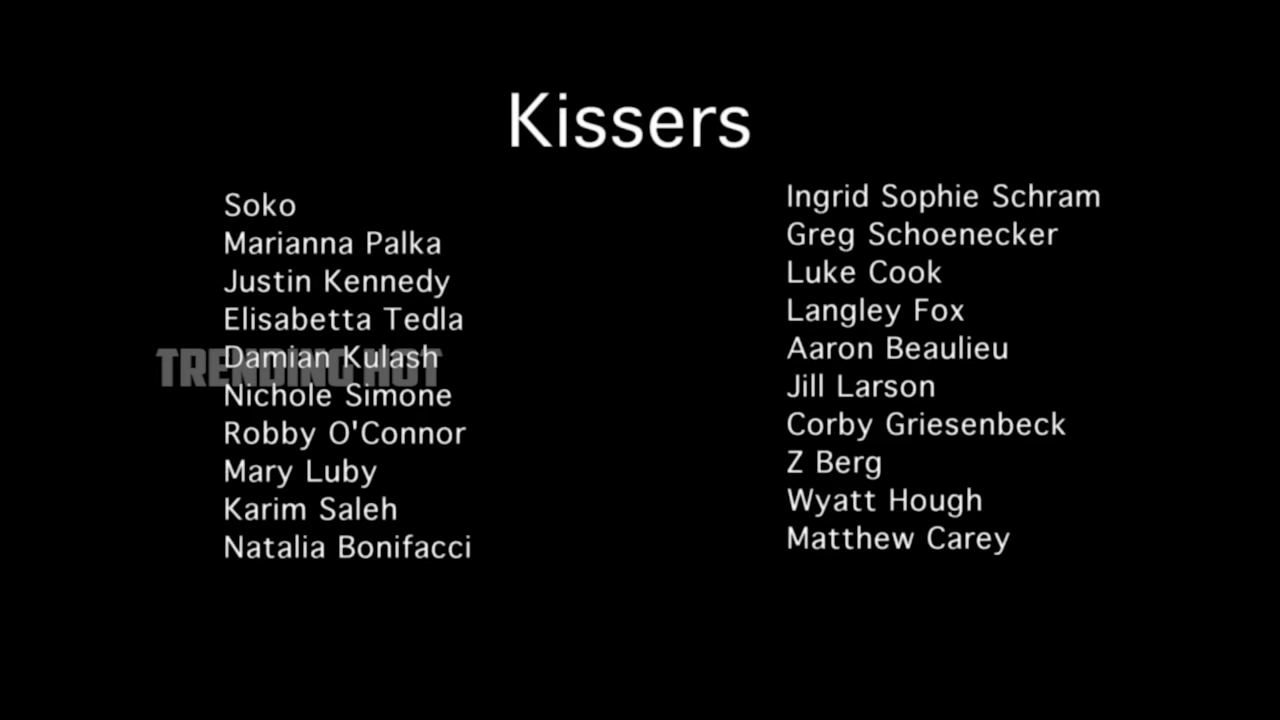 Kissers
Soko
Marianna Palka
Justin Kennedy
Elisabetta Tedla
Damian Kulash
TRENDING HOT
Nichole Simone
Robby O'Connor
Mary Luby
Karim Saleh
Natalia Bonifacci
Ingrid Sophie Schram
Greg Schoenecker
Luke Cook
Langley Fox
Aaron Beaulieu
Jill Larson
Corby Griesenbeck
Z Berg
Wyatt Hough
Matthew Carey